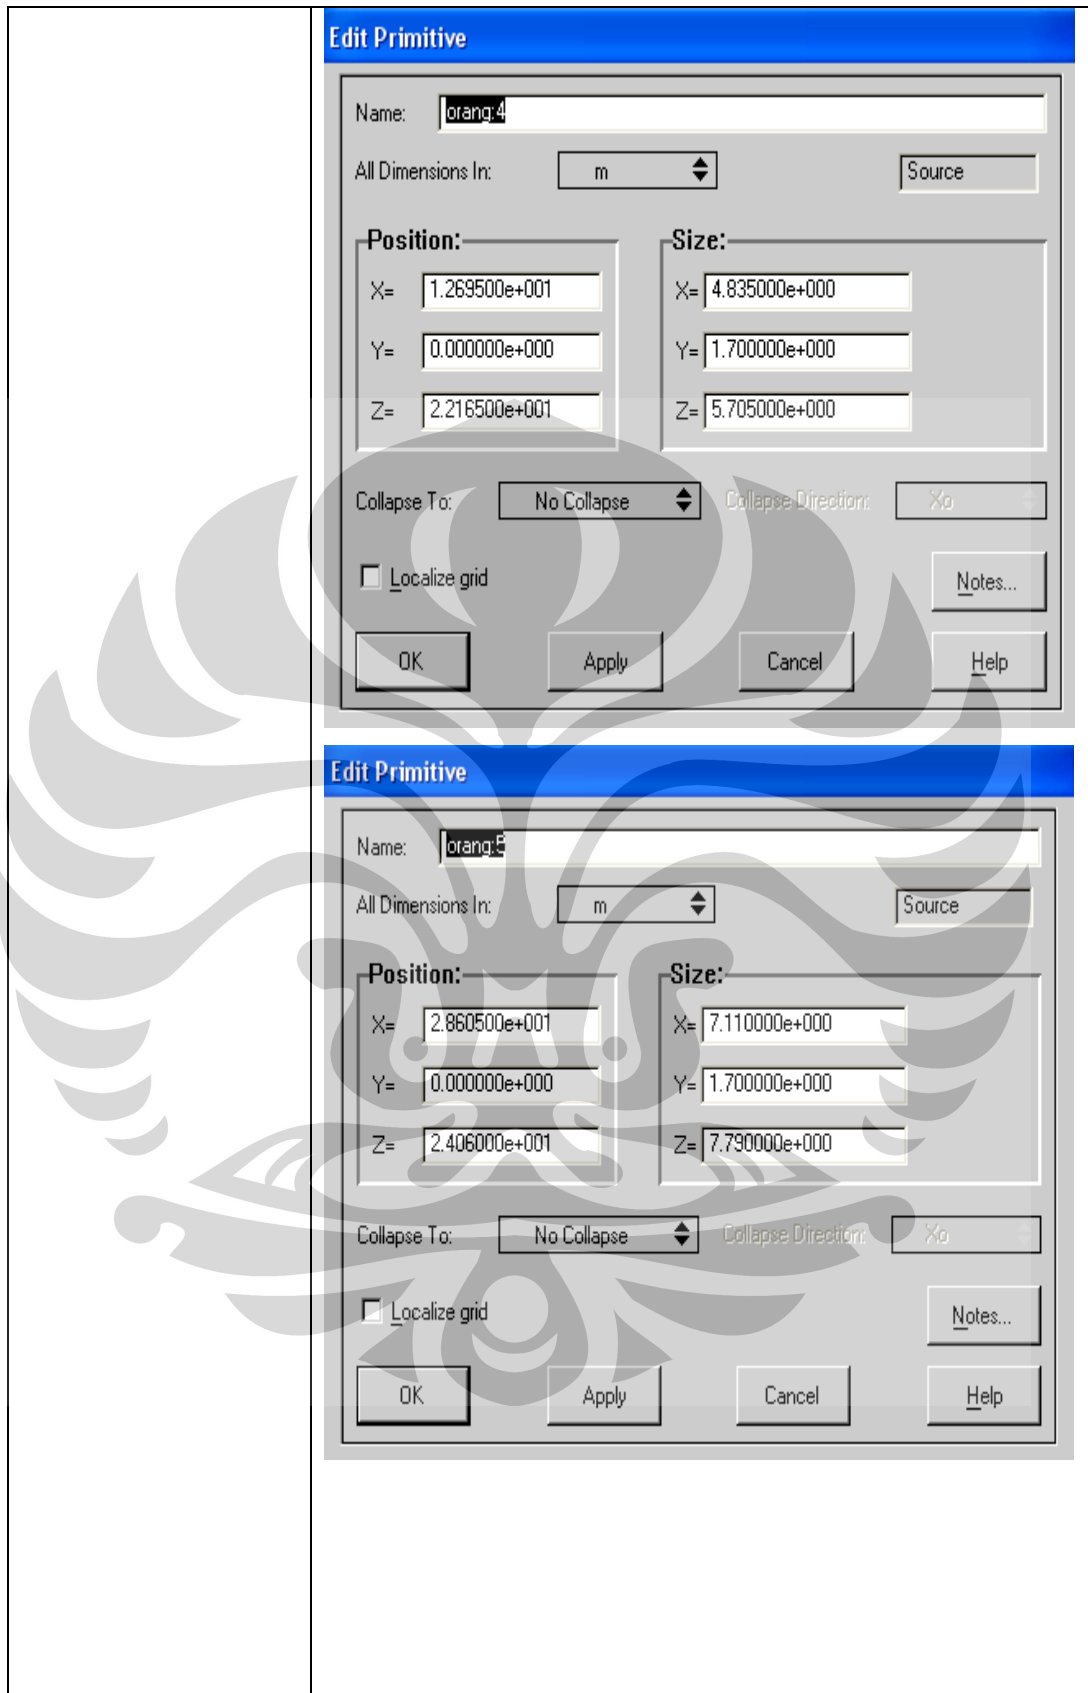 Edit Primitive
Name: orang:4
All Dimensions In: m Source
Position: Size:
X= 1.269500e+001 X= 4.835000e+000
Y= 0.000000e+000 Y= 1.700000e+000
Z= 2.216500e+001 Z= 5.705000e+000
Collapse To: No Collapse Collapse Direction: Xo
Localize grid
Notes...
OK Apply Cancel Help
Edit Primitive
Name: orang:5
All Dimensions In: m Source
Position: Size:
X= 2.860500e+001 X= 7.110000e+000
Y= 0.000000e+000 Y= 1.700000e+000
Z= 2.406000e+001 Z= 7.790000e+000
Collapse To: No Collapse Collapse Direction: Xo
Localize grid
Notes...
OK Apply Cancel Help